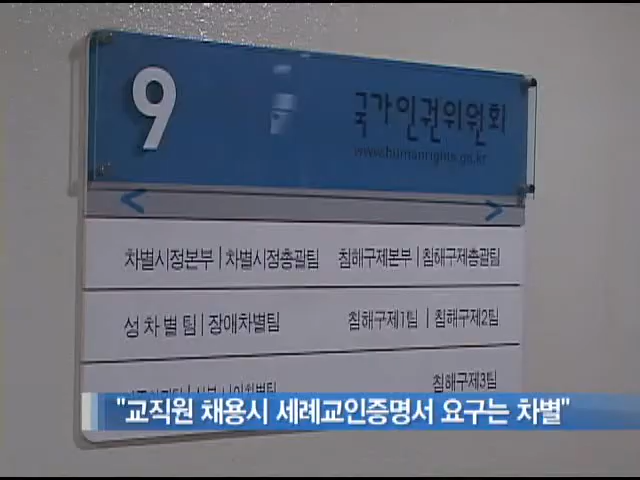 9
국가인권위원회
www.humanrights.go.kr
< >
차별시정본부 | 차별시정총괄팀 침해구제본부 | 침해구제총괄팀
성차별팀 | 장애차별팀 침해구제1팀 | 침해구제2팀
침해구제3팀
"교직원 채용시 세례교인증명서 요구는 차별"